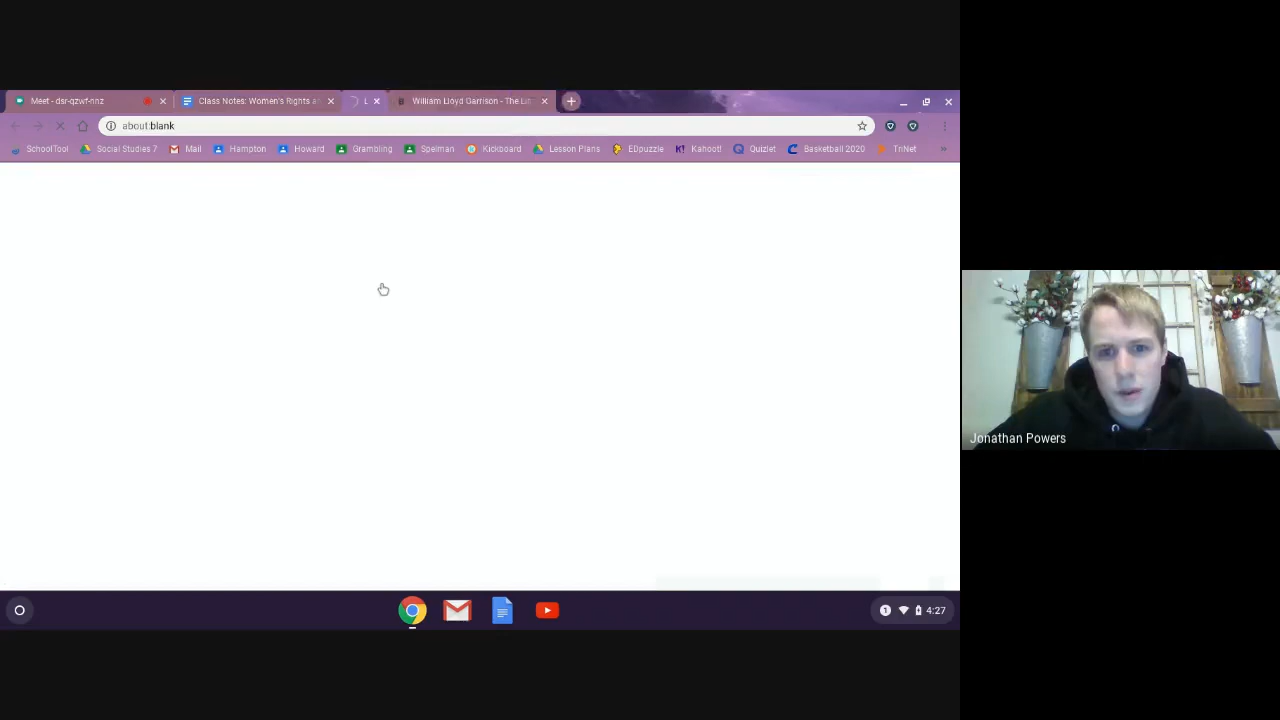 Meet - dsr-qzwf-nnz
Class Notes: Women's Rights a
L
William Lloyd Garrison - The Li
about:blank
SchoolTool Social Studies 7 Mail Hampton Howard Grambling Spelman Kickboard Lesson Plans EDpuzzle Kahoot! Quizlet Basketball 2020 TriNet »
Jonathan Powers
1 4:27